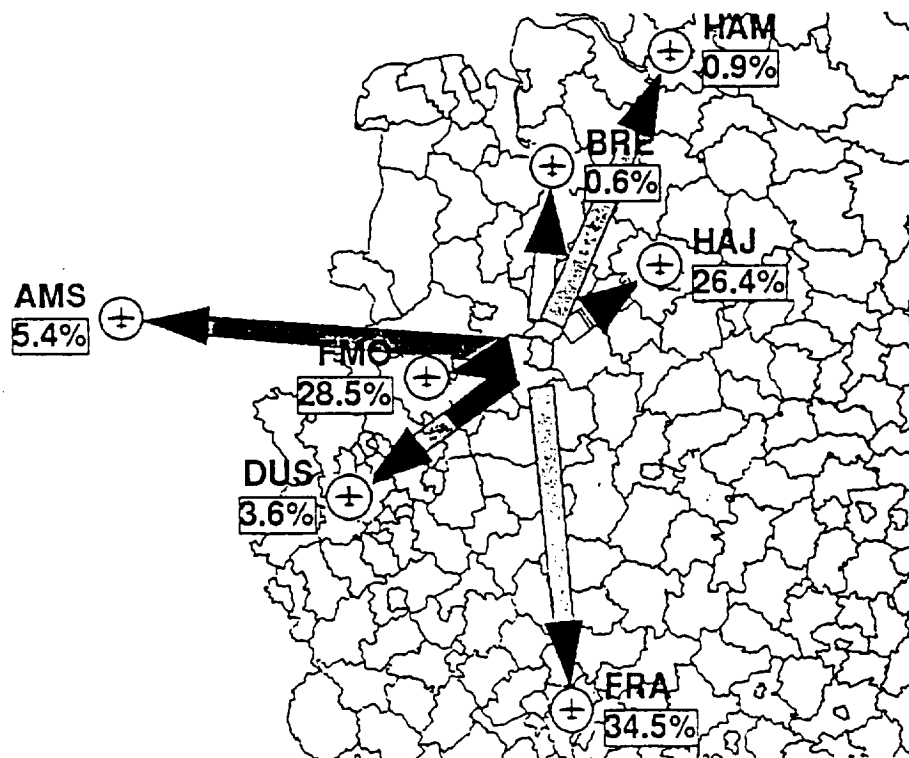 HAM
0.9%
BRE
0.6%
HAJ
26.4%
AMS
5.4%
FMO
28.5%
DUS
3.6%
FRA
34.5%